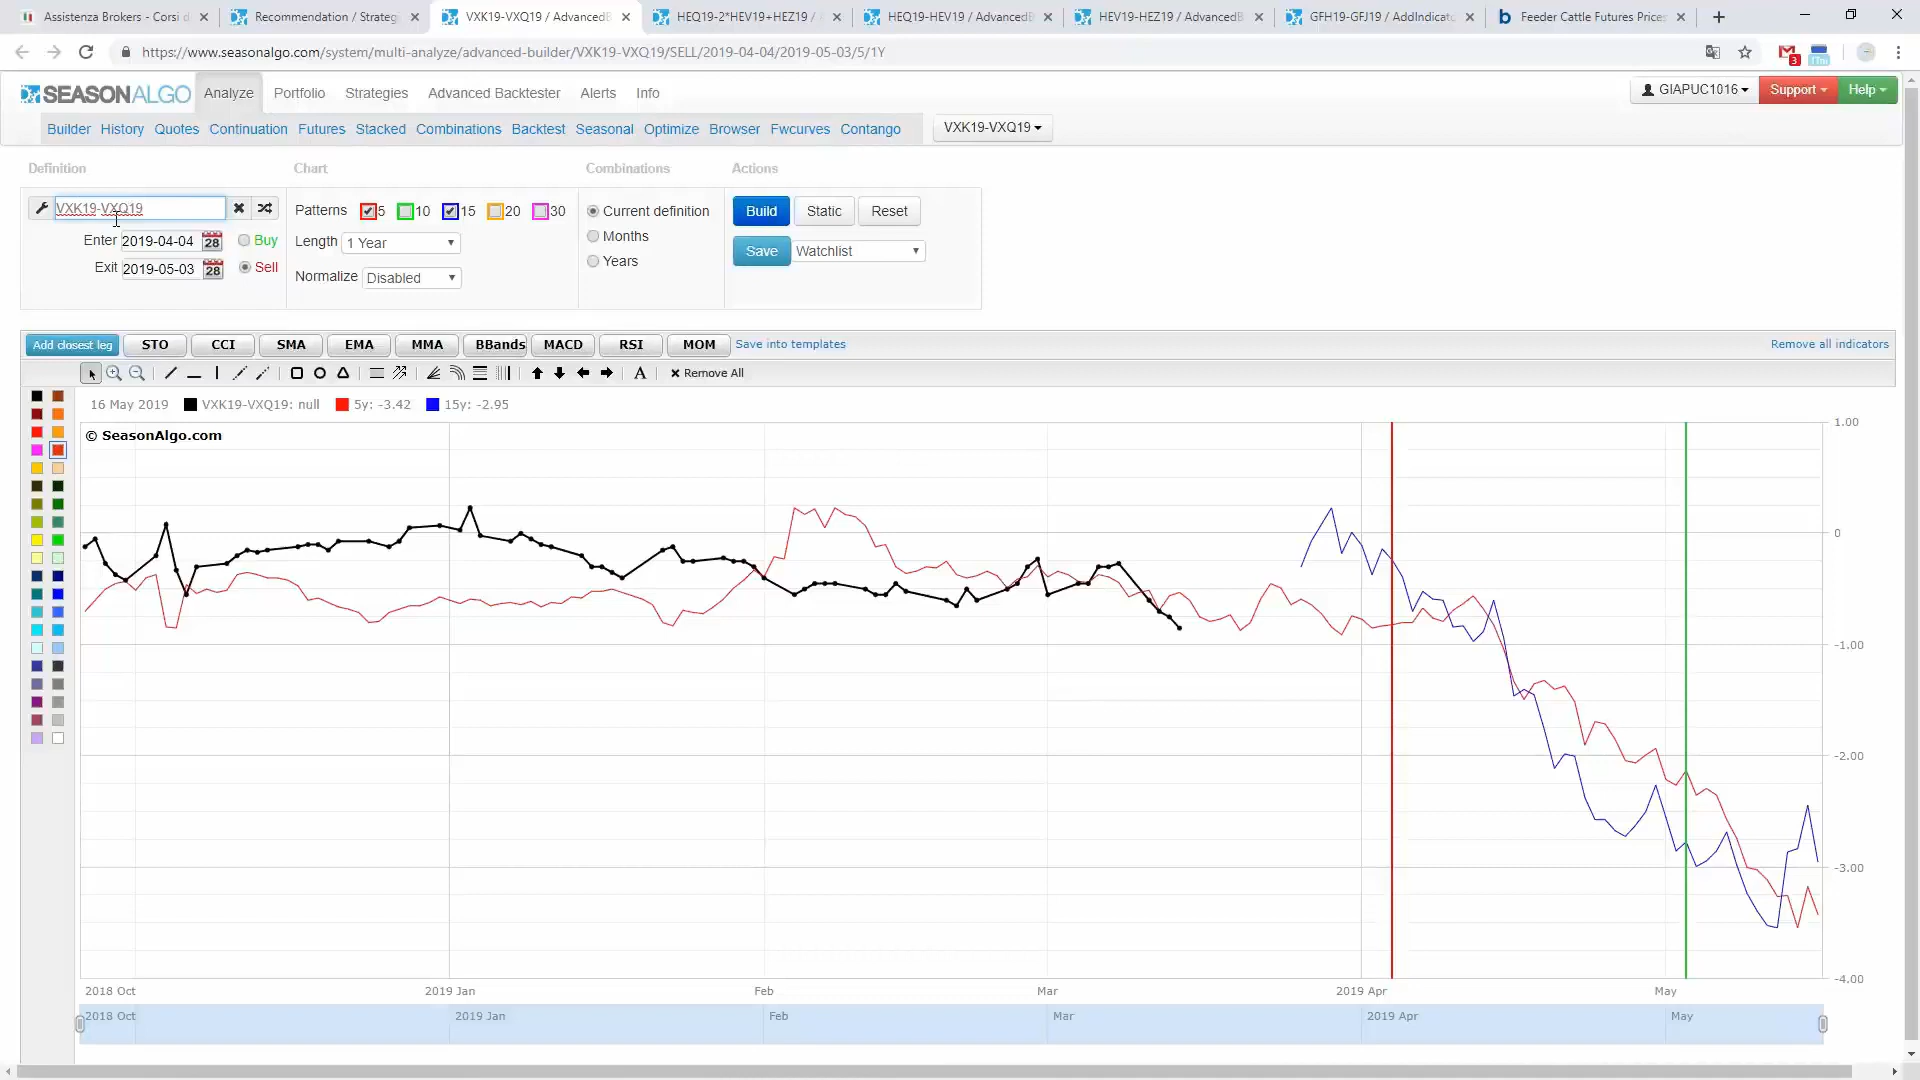 Assistenza Brokers - Corsi d
Recommendation / Strateg
VXK19-VXQ19 / AdvancedB
HEQ19-2*HEV19+HEZ19 /
HEQ19-HEV19 / AdvancedB
HEV19-HEZ19 / AdvancedB
GFH19-GFJ19 / AddIndicato
Feeder Cattle Futures Price
https://www.seasonalgo.com/system/multi-analyze/advanced-builder/VXK19-VXQ19/SELL/2019-04-04/2019-05-03/5/1Y
SEASONALGO Analyze Portfolio Strategies Advanced Backtester Alerts Info
GIAPUC1016 Support Help
Builder History Quotes Continuation Futures Stacked Combinations Backtest Seasonal Optimize Browser Fwcurves Contango VXK19-VXQ19
Definition Chart Combinations Actions
VXK19-VXQ19
Enter 2019-04-04 28 Buy
Exit 2019-05-03 28 Sell
Patterns 5 10 15 20 30
Length 1 Year
Normalize Disabled
Current definition
Months
Years
Build Static Reset
Save Watchlist
Add closest leg STO CCI SMA EMA MMA BBands MACD RSI MOM Save into templates Remove all indicators
A Remove All
16 May 2019 VXK19-VXQ19: null 5y: -3.42 15y: -2.95
© SeasonAlgo.com
1.00
0
-1.00
-2.00
-3.00
-4.00
2018 Oct 2019 Jan Feb Mar 2019 Apr May
2018 Oct 2019 Jan Feb Mar 2019 Apr May